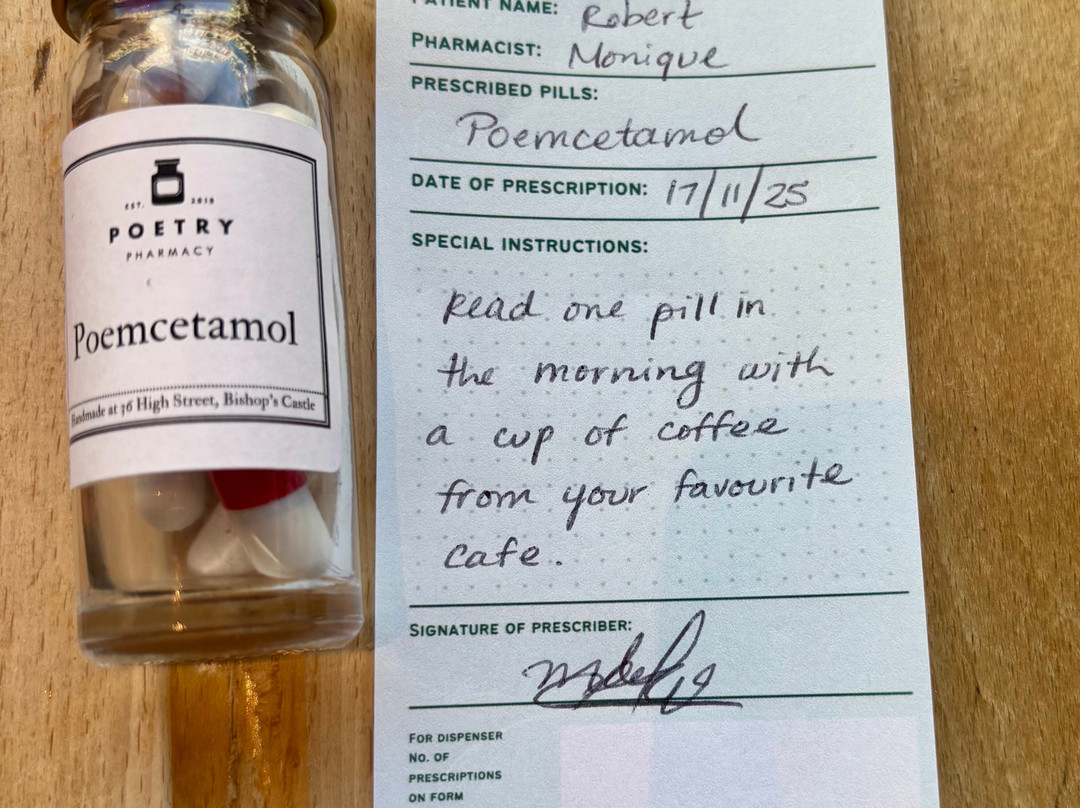 EST. 2019
POETRY
PHARMACY
Poemcetamol
Handmade at 36 High Street, Bishop's Castle
PATIENT NAME: Robert
PHARMACIST: Monique
PRESCRIBED PILLS:
Poemcetamol
DATE OF PRESCRIPTION: 17/11/25
SPECIAL INSTRUCTIONS:
Read one pill in
the morning with
a cup of coffee
from your favourite
cafe.
SIGNATURE OF PRESCRIBER:
FOR DISPENSER
NO. OF
PRESCRIPTIONS
ON FORM